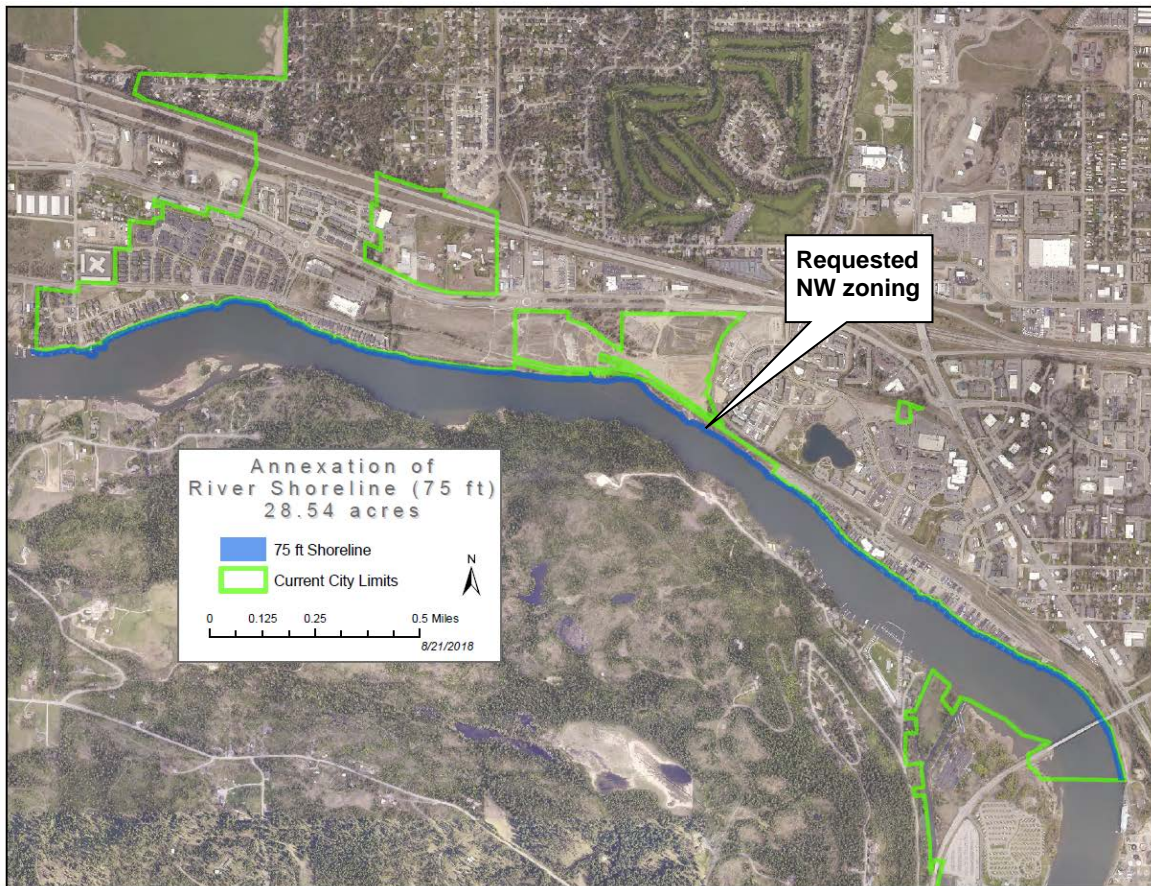 Requested
NW zoning
Annexation of
River Shoreline (75 ft)
28.54 acres
75 ft Shoreline
Current City Limits
N
0 0.125 0.25 0.5 Miles
8/21/2018